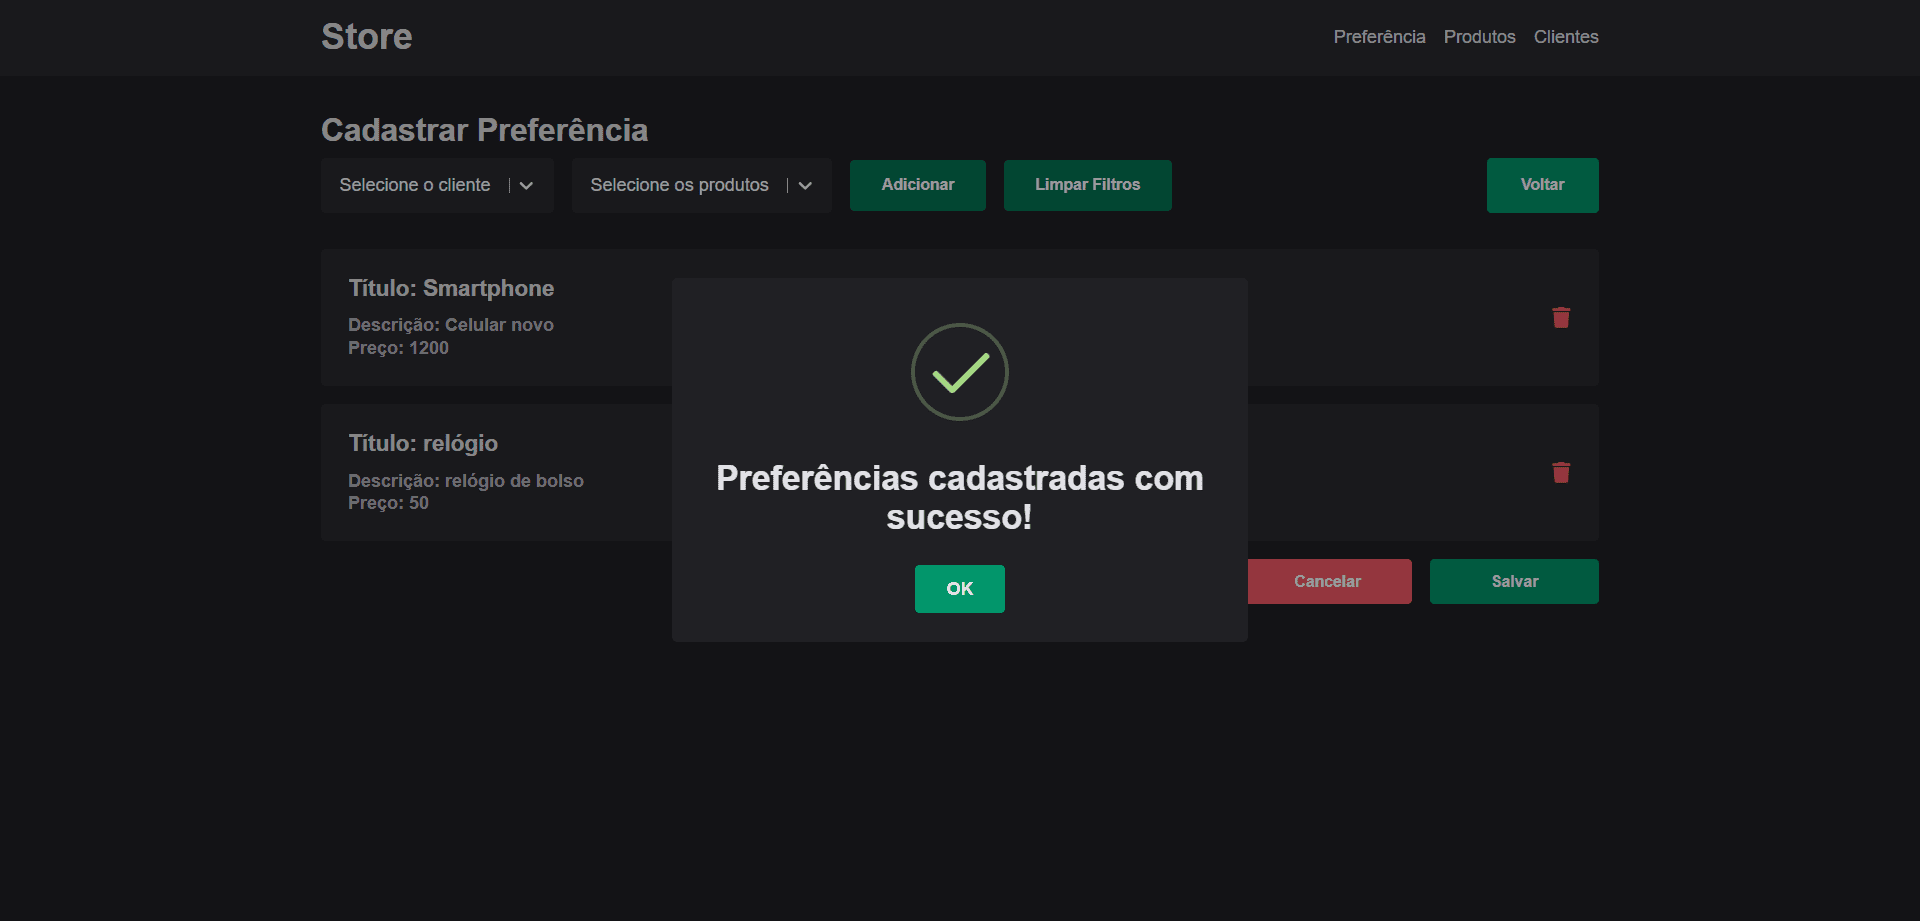 Store
Preferência Produtos Clientes
Cadastrar Preferência
Selecione o cliente
Selecione os produtos
Adicionar
Limpar Filtros
Voltar
Título: Smartphone
Descrição: Celular novo
Preço: 1200
Título: relógio
Descrição: relógio de bolso
Preço: 50
Preferências cadastradas com
sucesso!
OK
Cancelar
Salvar